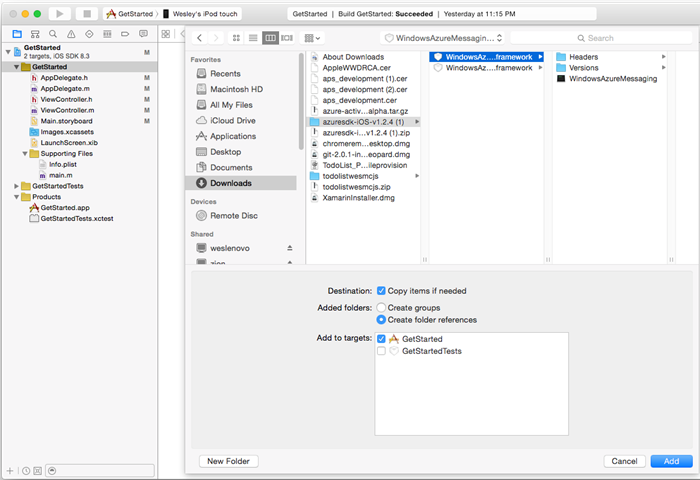 GetStarted
Wesley's iPod touch
GetStarted | Build GetStarted: Succeeded | Yesterday at 11:15 PM
GetStarted
2 targets, iOS SDK 8.3
M
GetStarted
AppDelegate.h M
AppDelegate.m M
ViewController.h M
ViewController.m M
Main.storyboard M
Images.xcassets
LaunchScreen.xib
Supporting Files
Info.plist
main.m
GetStartedTests
Products
GetStarted.app
GetStartedTests.xctest
WindowsAzureMessagin...
Search
Favorites
Recents
Macintosh HD
All My Files
iCloud Drive
Applications
Desktop
Documents
Downloads
Devices
Remote Disc
Shared
weslenovo
About Downloads
AppleWWDRCA.cer
aps_development (1).cer
aps_development (2).cer
aps_development.cer
azure-activ...alpha.tar.gz
azuresdk-iOS-v1.2.4 (1)
azuresdk-i...v1.2.4 (1).zip
chromerem...esktop.dmg
git-2.0.1-in...eopard.dmg
TodoList_P...ileprovision
todolistwesmcjs
todolistwesmcjs.zip
XamarinInstaller.dmg
WindowsAz....framework
WindowsAz....framework
Headers
Versions
WindowsAzureMessaging
Destination: Copy items if needed
Added folders: Create groups
Create folder references
Add to targets: GetStarted
GetStartedTests
New Folder
Cancel
Add